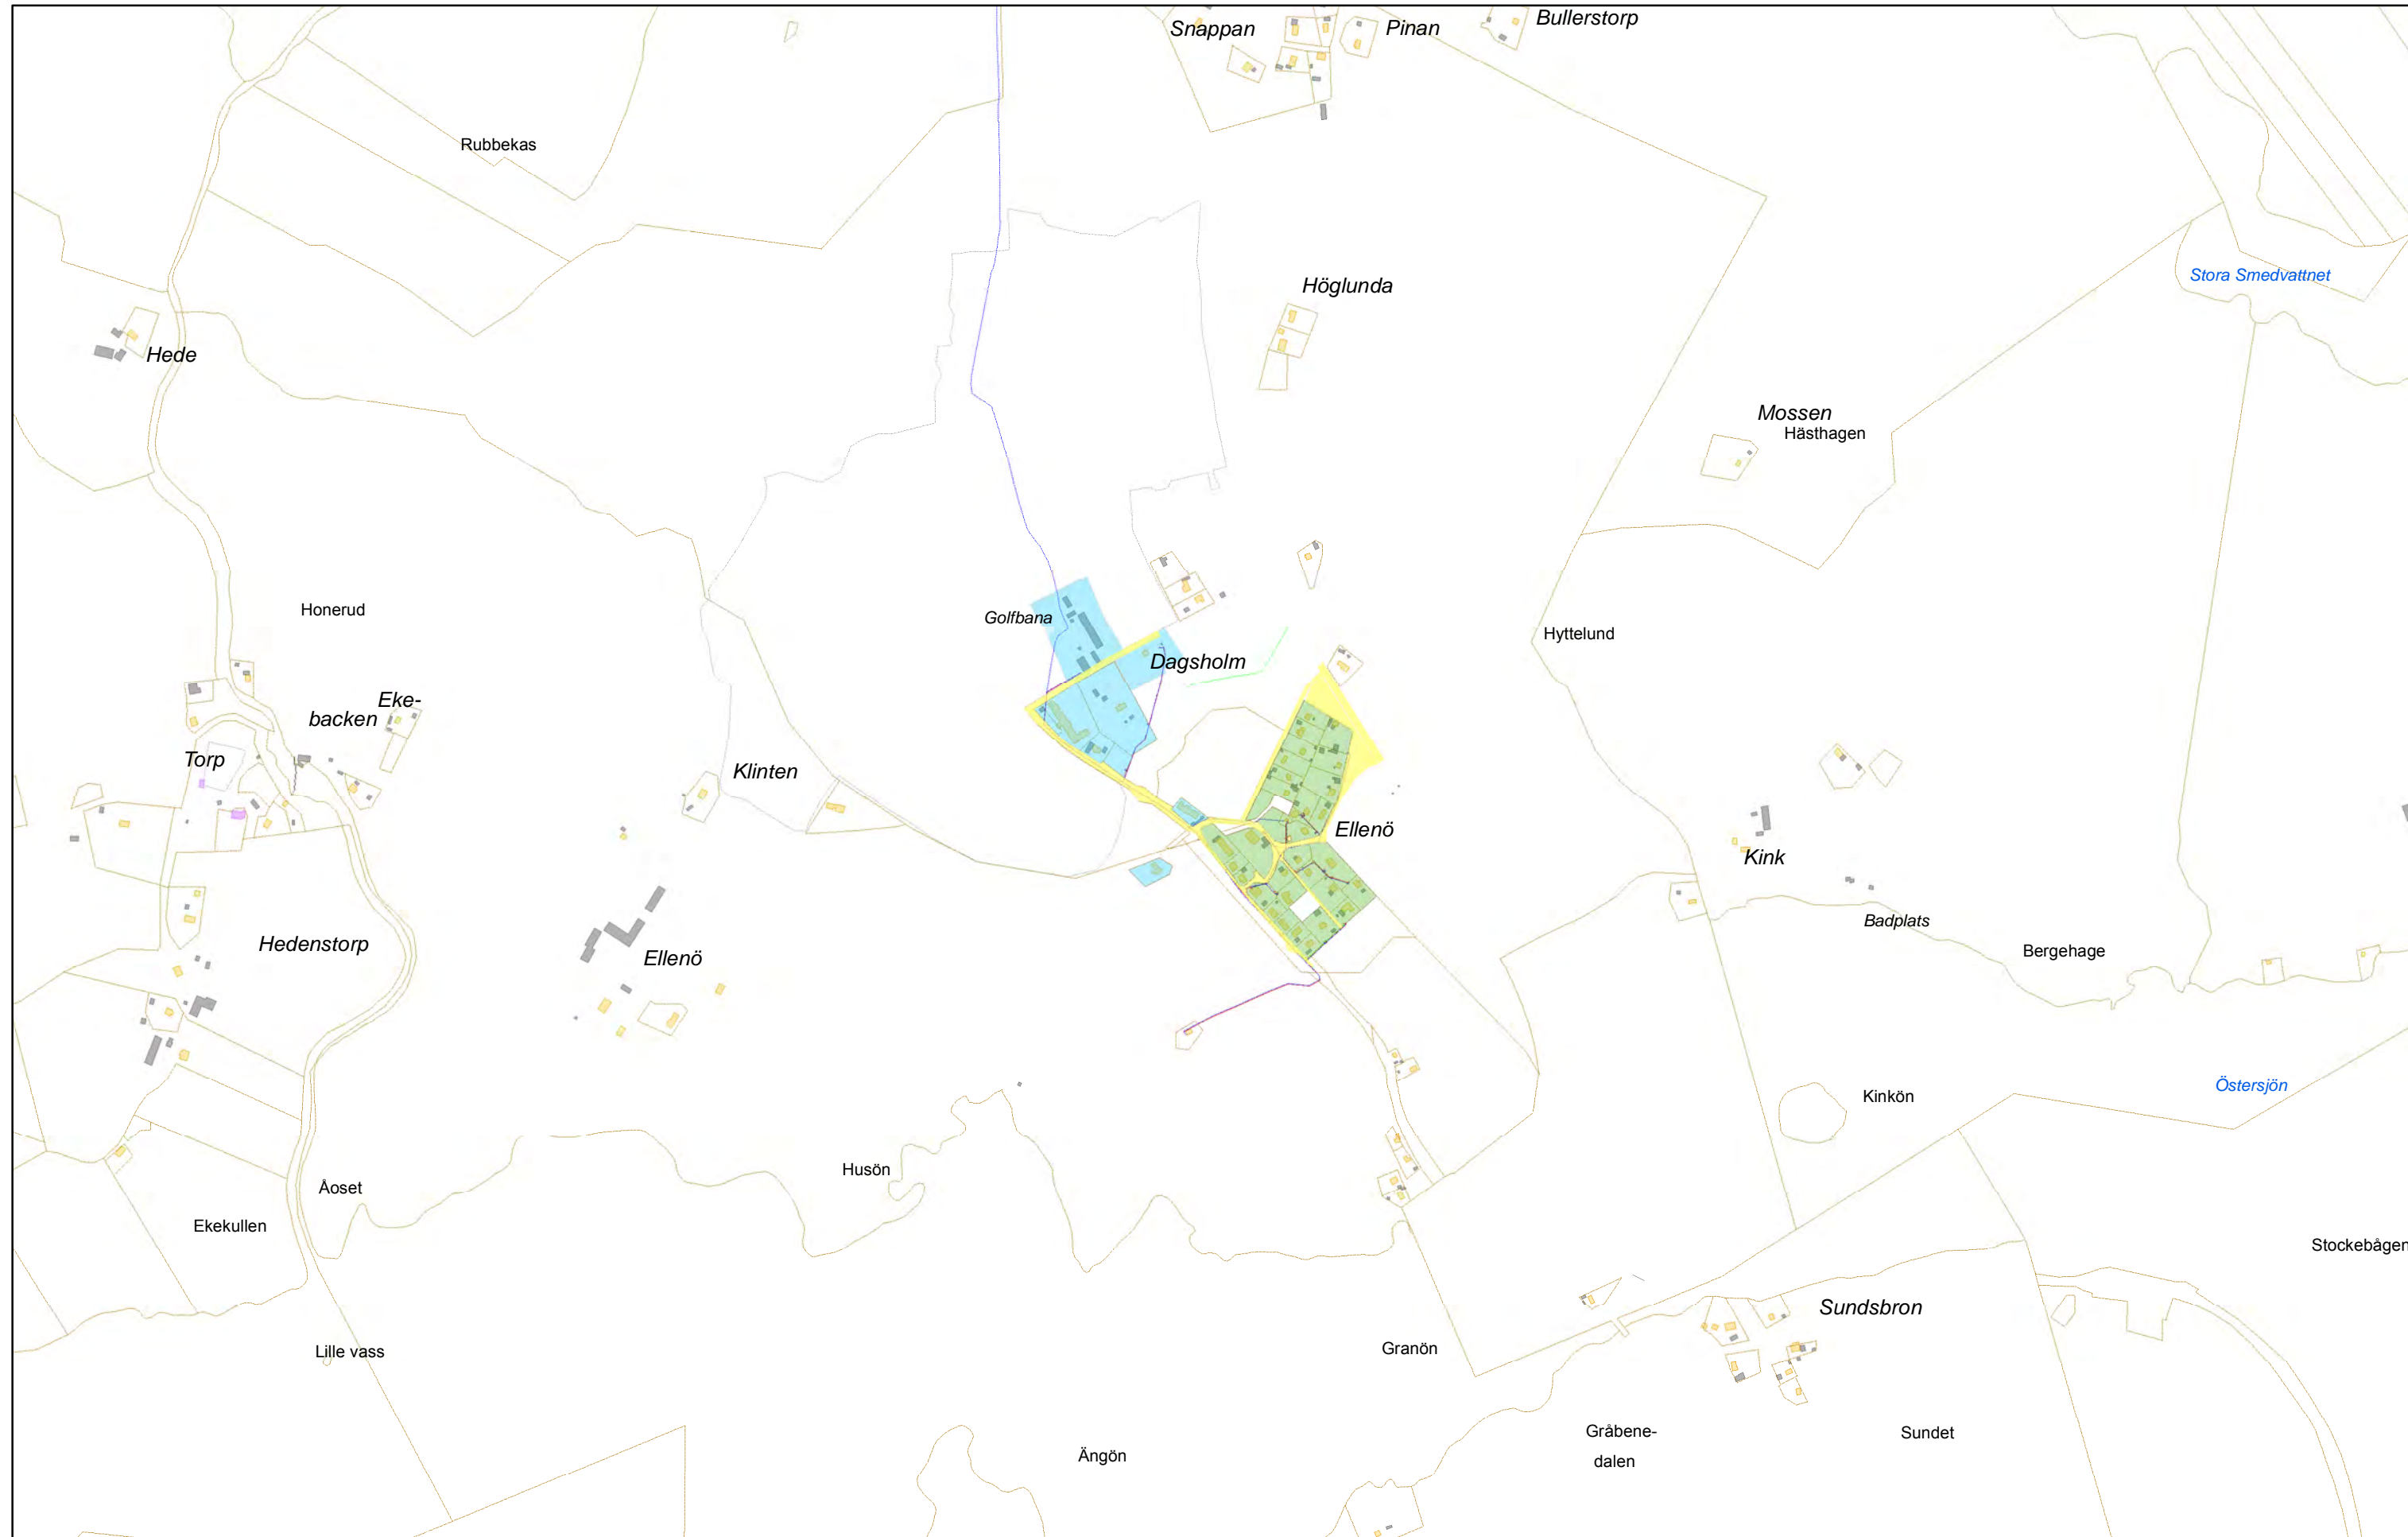 Bullerstorp
Snappan
Pinan
Rubbekas
Stora Smedvattnet
Höglunda
Hede
Mossen
Hästhagen
Honerud
Golfbana
Hyttelund
Dagsholm
Eke-
backen
Torp
Klinten
Ellenö
Kink
Badplats
Hedenstorp
Bergehage
Ellenö
Östersjön
Kinkön
Husön
Åoset
Ekekullen
Stockebågen
Sundsbron
Granön
Lille vass
Gråbene-
dalen
Sundet
Ängön